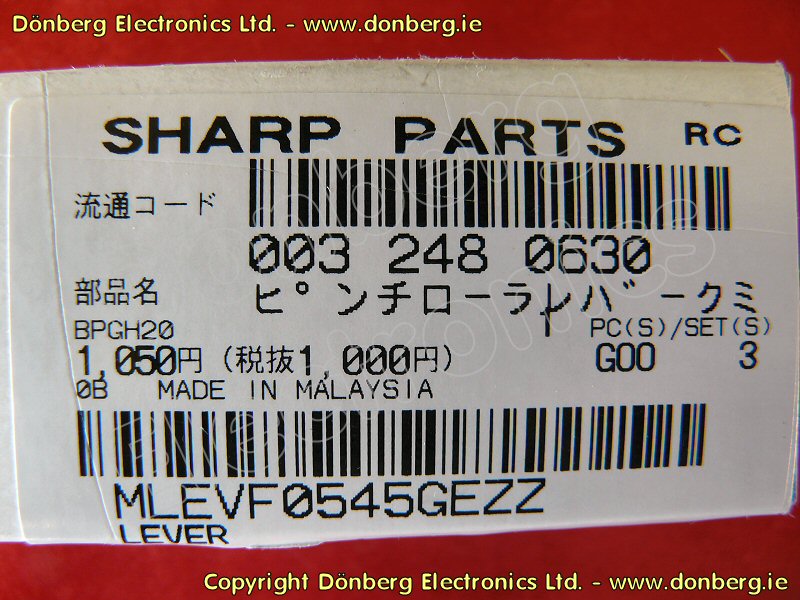 Dönberg Electronics Ltd. - www.donberg.ie
SHARP PARTS RC
流通コード
003 248 0630
部品名 ピンチローラレバークミ
BPGH20 1 PC(S)/SET(S)
1,050円 (税抜1,000円) G00 3
0B MADE IN MALAYSIA
MLEVF0545GEZZ
LEVER
Copyright Dönberg Electronics Ltd. - www.donberg.ie